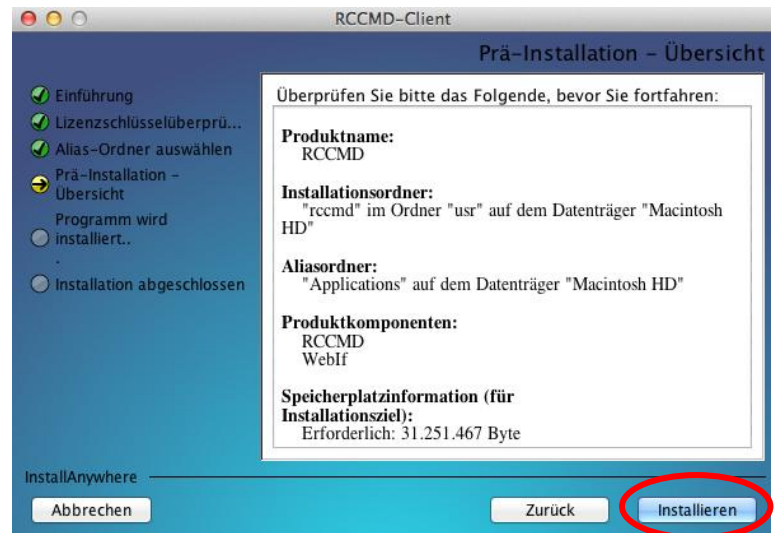 RCCMD-Client
Prä-Installation – Übersicht
Einführung
Lizenzschlüsselüberprü...
Alias-Ordner auswählen
Prä-Installation –
Übersicht
Programm wird
installiert..
.
Installation abgeschlossen
Überprüfen Sie bitte das Folgende, bevor Sie fortfahren:
Produktname:
RCCMD
Installationsordner:
"rccmd" im Ordner "usr" auf dem Datenträger "Macintosh
HD"
Aliasordner:
"Applications" auf dem Datenträger "Macintosh HD"
Produktkomponenten:
RCCMD
WebIf
Speicherplatzinformation (für
Installationsziel):
Erforderlich: 31.251.467 Byte
InstallAnywhere
Abbrechen
Zurück
Installieren